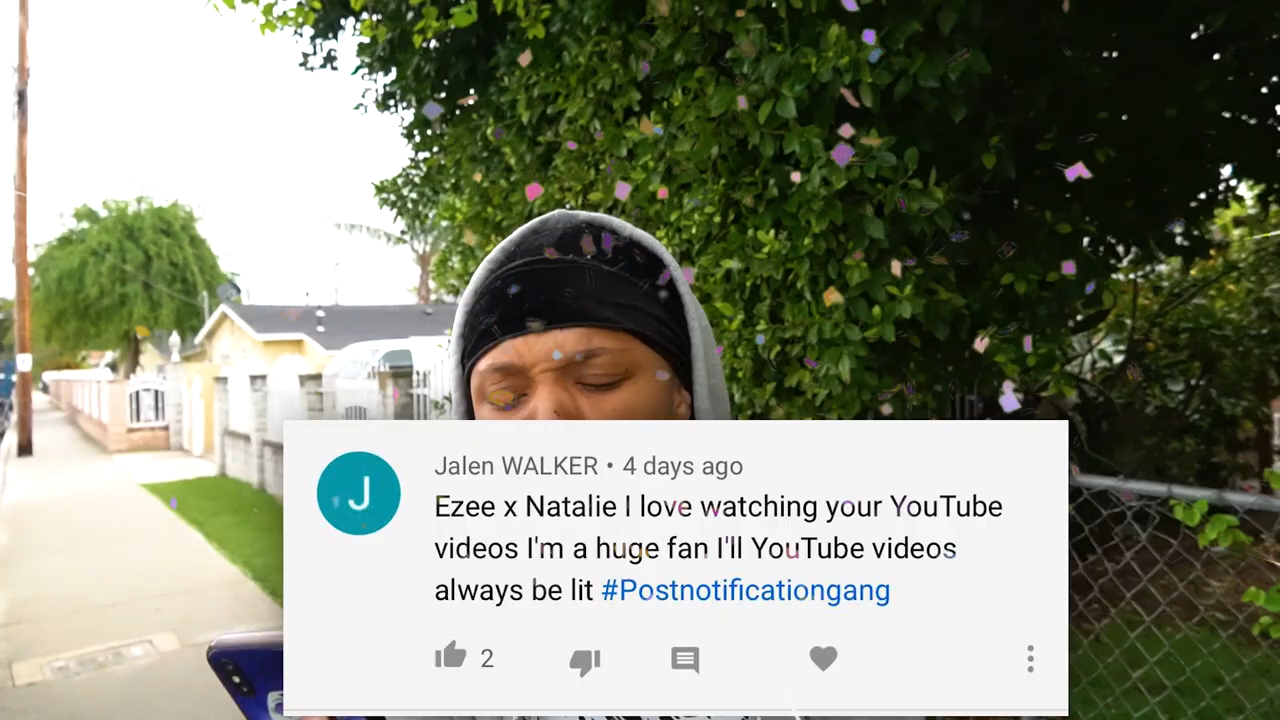 Jalen WALKER • 4 days ago
J
Ezee x Natalie I love watching your YouTube
videos I'm a huge fan I'll YouTube videos
always be lit #Postnotificationgang
2